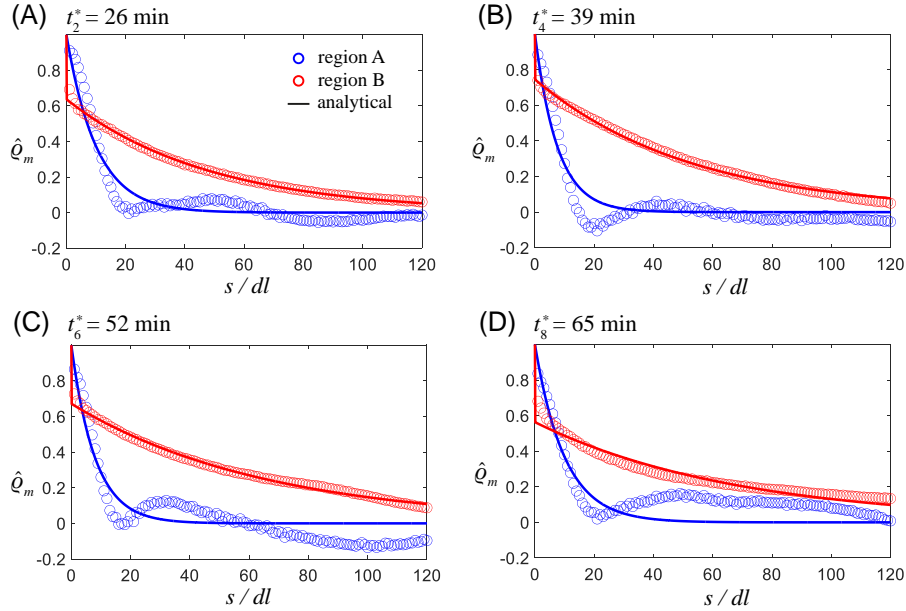 (A) t₂* = 26 min
0.8
0.6
0.4
0.2
0
-0.2
ϱ̂ₘ
region A
region B
analytical
0 20 40 60 80 100 120
s / dl
(B) t₄* = 39 min
0.8
0.6
0.4
0.2
0
-0.2
ϱ̂ₘ
0 20 40 60 80 100 120
s / dl
(C) t₆* = 52 min
0.8
0.6
0.4
0.2
0
-0.2
ϱ̂ₘ
0 20 40 60 80 100 120
s / dl
(D) t₈* = 65 min
0.8
0.6
0.4
0.2
0
-0.2
ϱ̂ₘ
0 20 40 60 80 100 120
s / dl